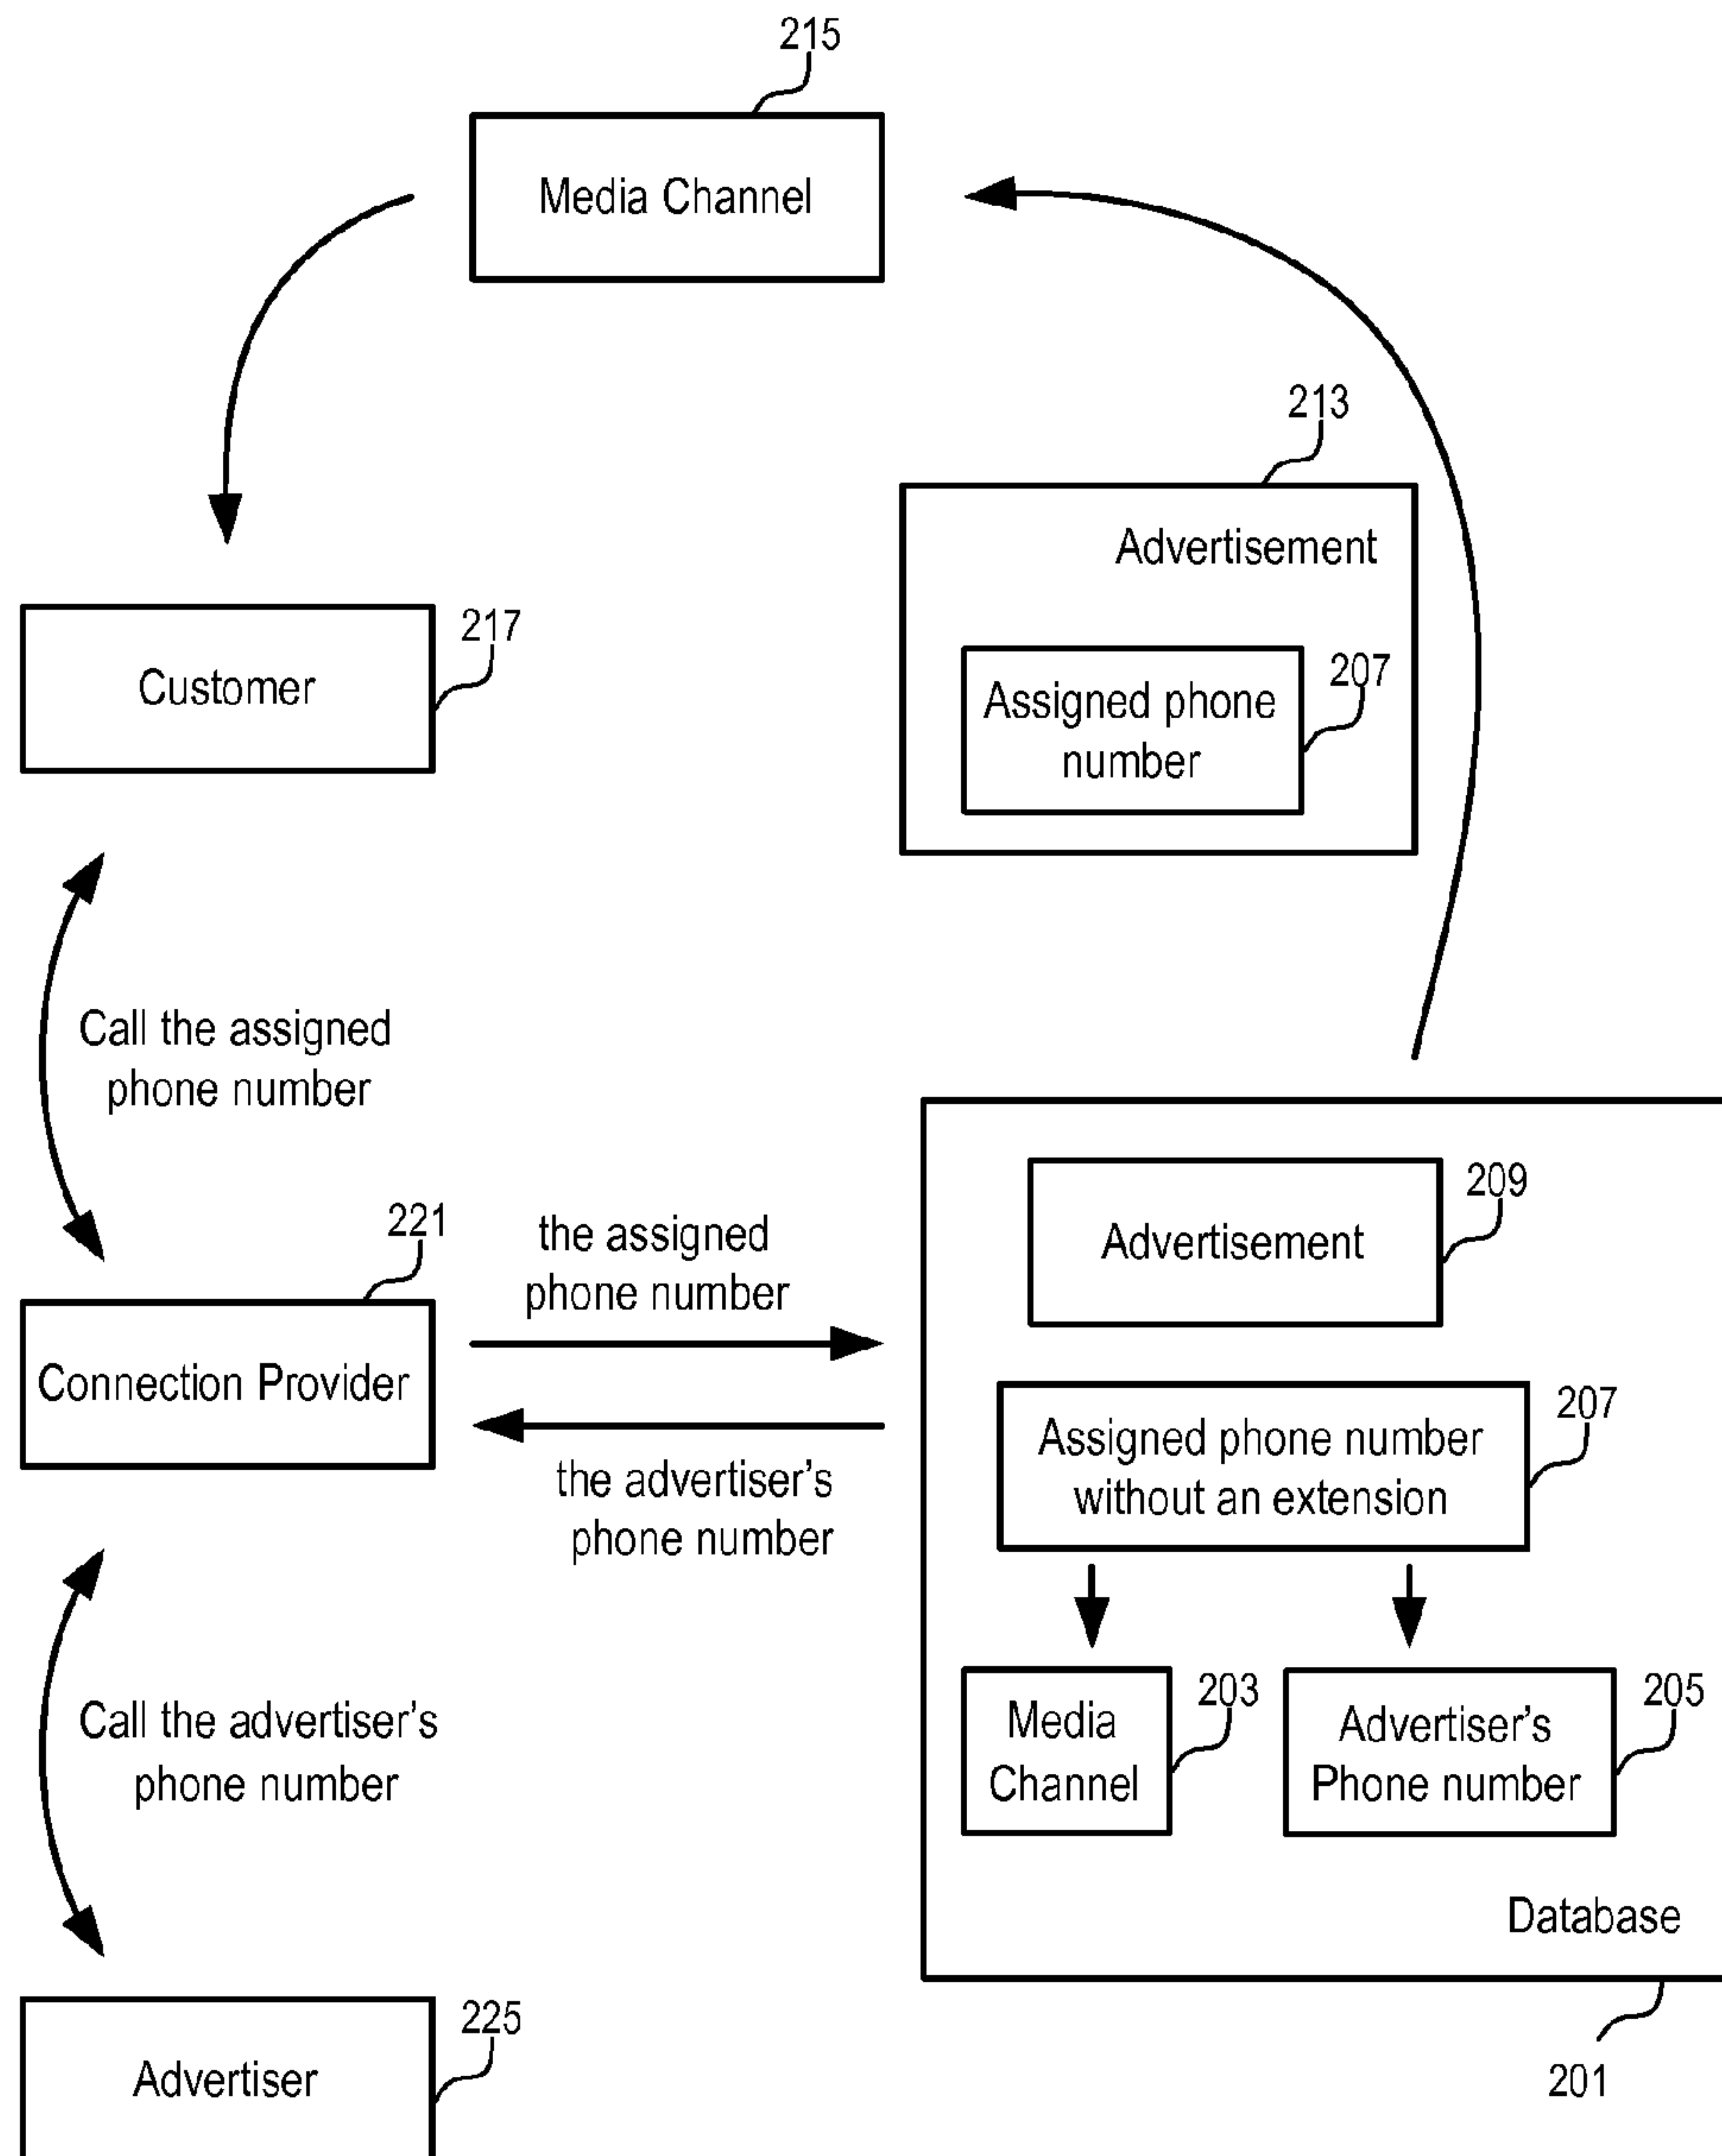 215
Media Channel
213
Advertisement
217
Customer
207
Assigned phone
number
Call the assigned
phone number
209
Advertisement
221
the assigned
phone number
Connection Provider
207
Assigned phone number
without an extension
the advertiser's
phone number
203
Media
Channel
205
Advertiser's
Phone number
Call the advertiser's
phone number
Database
225
Advertiser
201